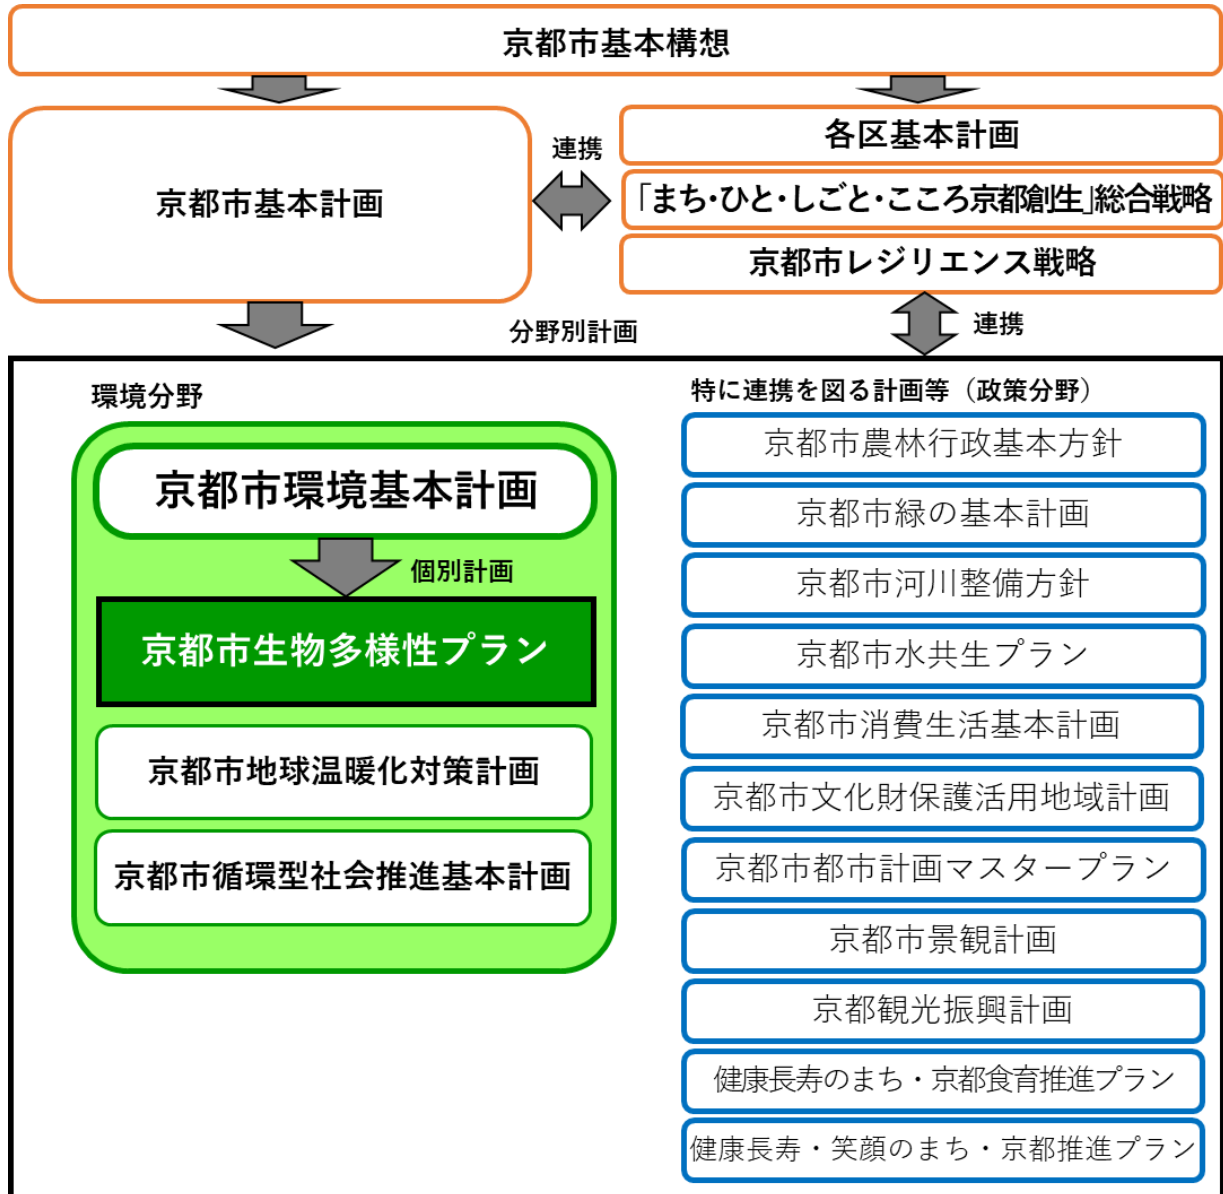 京都市基本構想
京都市基本計画
連携
各区基本計画
「まち・ひと・しごと・こころ京都創生」総合戦略
京都市レジリエンス戦略
分野別計画
連携
環境分野
京都市環境基本計画
個別計画
京都市生物多様性プラン
京都市地球温暖化対策計画
京都市循環型社会推進基本計画
特に連携を図る計画等（政策分野）
京都市農林行政基本方針
京都市緑の基本計画
京都市河川整備方針
京都市水共生プラン
京都市消費生活基本計画
京都市文化財保護活用地域計画
京都市都市計画マスタープラン
京都市景観計画
京都観光振興計画
健康長寿のまち・京都食育推進プラン
健康長寿・笑顔のまち・京都推進プラン